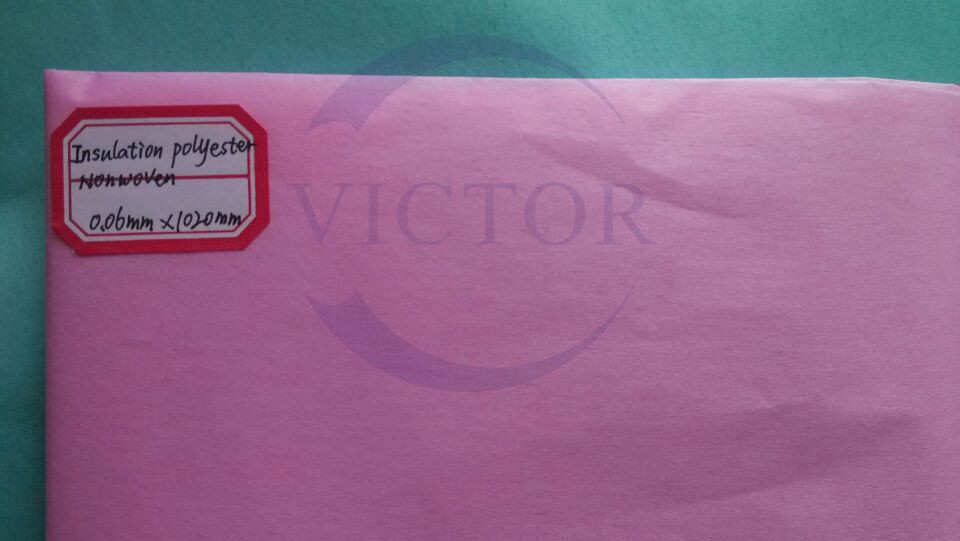 Insulation polyester
Nonwoven
0.06mm x1020mm
VICTOR